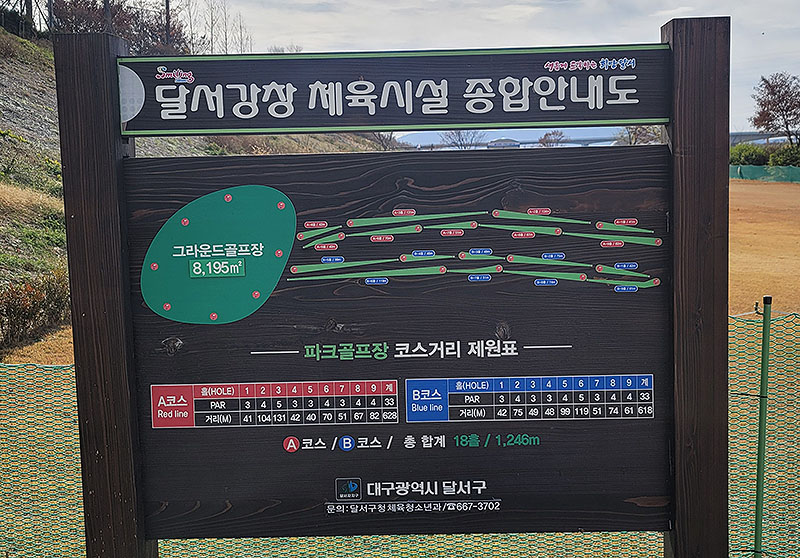 Smiling
성큼성큼 다가가는 희망달서
달서강창 체육시설 종합안내도
그라운드골프장
8,195㎡
파크골프장 코스거리 제원표
A코스 홀(HOLE) 1 2 3 4 5 6 7 8 9 계
Red line PAR 3 4 5 3 3 4 3 4 4 33
거리(M) 41 104 131 42 40 70 51 67 82 628
B코스 홀(HOLE) 1 2 3 4 5 6 7 8 9 계
Blue line PAR 3 4 3 3 4 5 3 4 4 33
거리(M) 42 75 49 48 99 119 51 74 61 618
A코스 / B코스 / 총 합계 18홀 / 1,246m
대구광역시 달서구
문의 : 달서구청 체육청소년과/☎667-3702